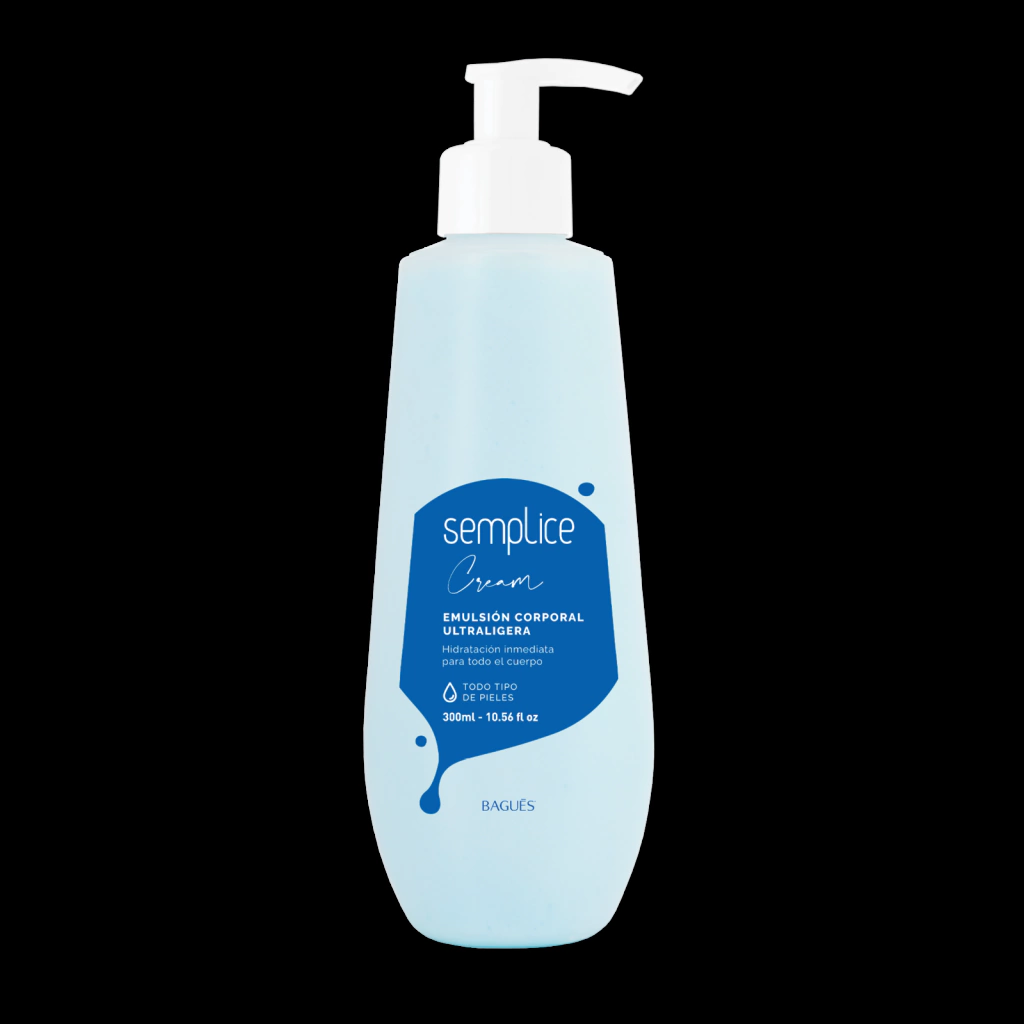 semplice
Cream
EMULSIÓN CORPORAL
ULTRALIGERA
Hidratación inmediata
para todo el cuerpo
TODO TIPO
DE PIELES
300ml - 10.56 fl oz
BAGUÉS